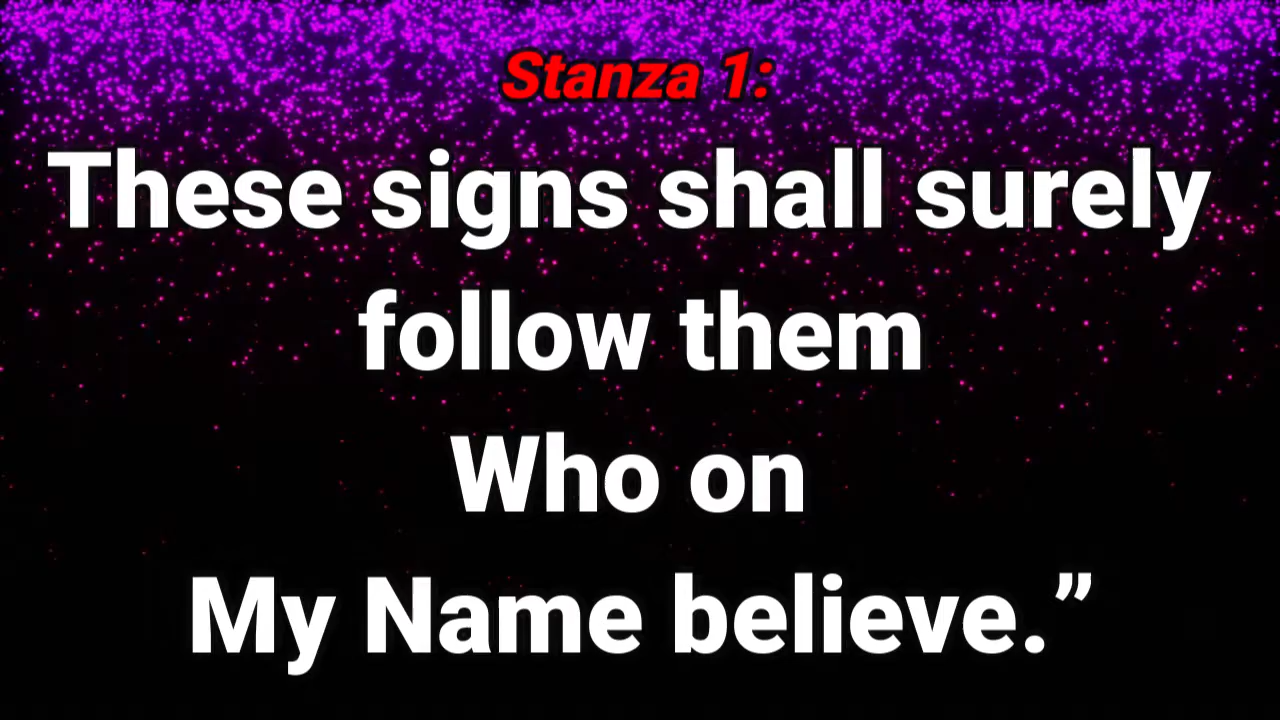 Stanza 1:
These signs shall surely
follow them
Who on
My Name believe.”